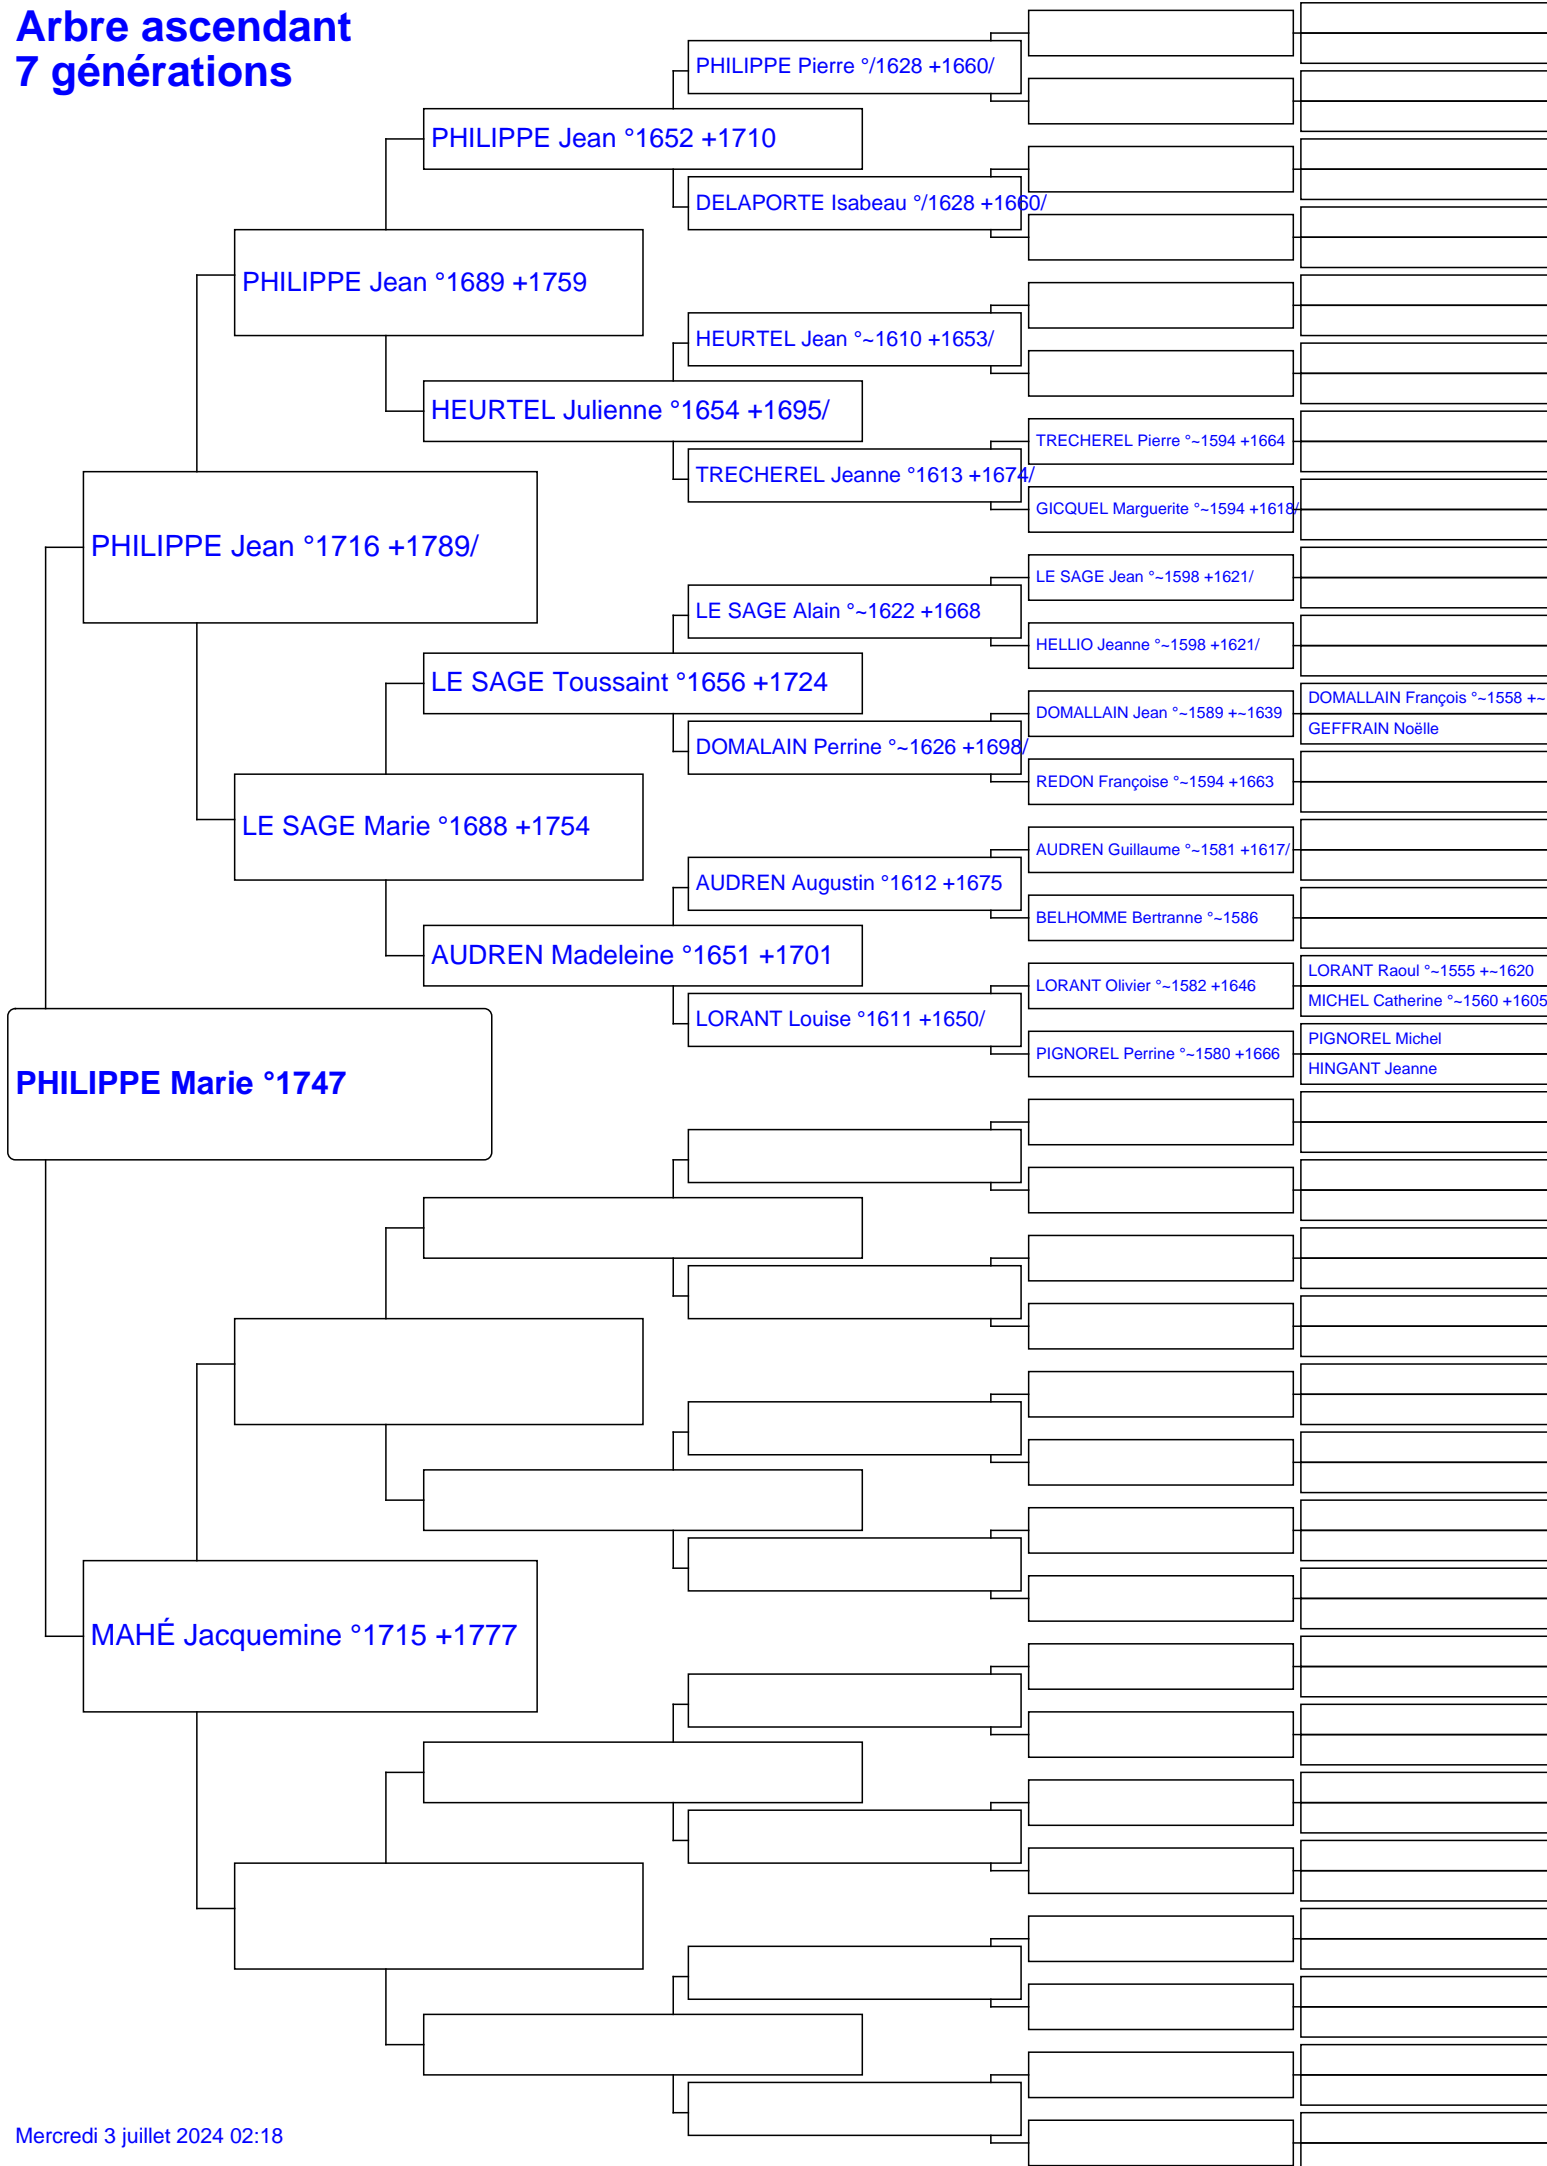 Arbre ascendant
7 générations
PHILIPPE Pierre °/1628 +1660/
PHILIPPE Jean °1652 +1710
DELAPORTE Isabeau °/1628 +1660/
PHILIPPE Jean °1689 +1759
HEURTEL Jean °~1610 +1653/
HEURTEL Julienne °1654 +1695/
TRECHEREL Pierre °~1594 +1664
TRECHEREL Jeanne °1613 +1674/
GICQUEL Marguerite °~1594 +1618/
PHILIPPE Jean °1716 +1789/
LE SAGE Jean °~1598 +1621/
LE SAGE Alain °~1622 +1668
HELLIO Jeanne °~1598 +1621/
LE SAGE Toussaint °1656 +1724
DOMALLAIN François °~1558 +~
DOMALLAIN Jean °~1589 +~1639
GEFFRAIN Noëlle
DOMALAIN Perrine °~1626 +1698/
REDON Françoise °~1594 +1663
LE SAGE Marie °1688 +1754
AUDREN Guillaume °~1581 +1617/
AUDREN Augustin °1612 +1675
BELHOMME Bertranne °~1586
AUDREN Madeleine °1651 +1701
LORANT Raoul °~1555 +~1620
LORANT Olivier °~1582 +1646
MICHEL Catherine °~1560 +1605
LORANT Louise °1611 +1650/
PIGNOREL Michel
PIGNOREL Perrine °~1580 +1666
HINGANT Jeanne
PHILIPPE Marie °1747
MAHÉ Jacquemine °1715 +1777
Mercredi 3 juillet 2024 02:18